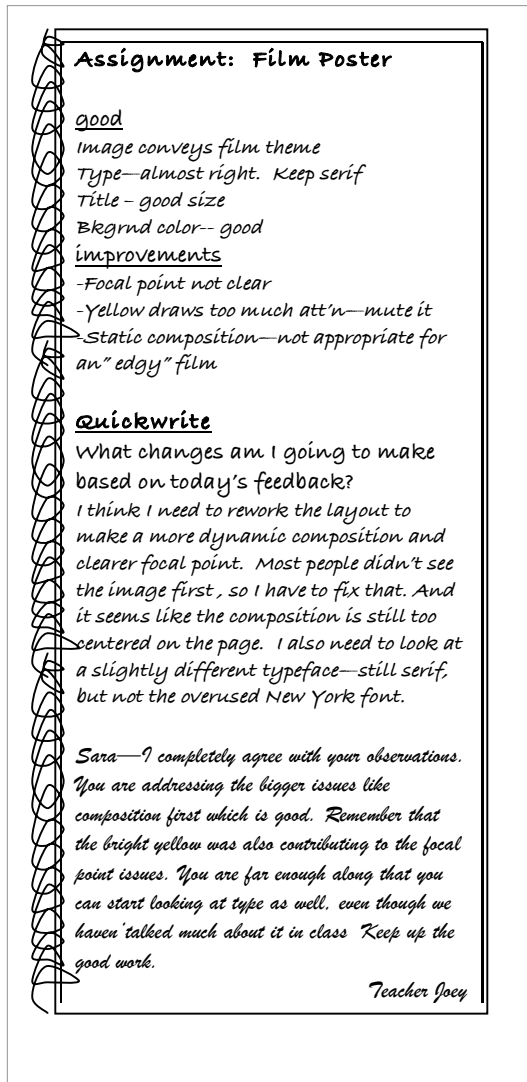 Assignment:  Film Poster
good
Image conveys film theme
Type—almost right.  Keep serif
Title – good size
Bkgrnd color-- good
improvements
-Focal point not clear
-Yellow draws too much att’n—mute it
-Static composition—not appropriate for
an” edgy” film
Quickwrite
What changes am I going to make
based on today’s feedback?
I think I need to rework the layout to
make a more dynamic composition and
clearer focal point.  Most people didn’t see
the image first , so I have to fix that. And
it seems like the composition is still too
centered on the page.  I also need to look at
a slightly different typeface—still serif,
but not the overused New York font.
Sara—I completely agree with your observations.
You are addressing the bigger issues like
composition first which is good.  Remember that
the bright yellow was also contributing to the focal
point issues. You are far enough along that you
can start looking at type as well, even though we
haven’talked much about it in class  Keep up the
good work.
Teacher Joey